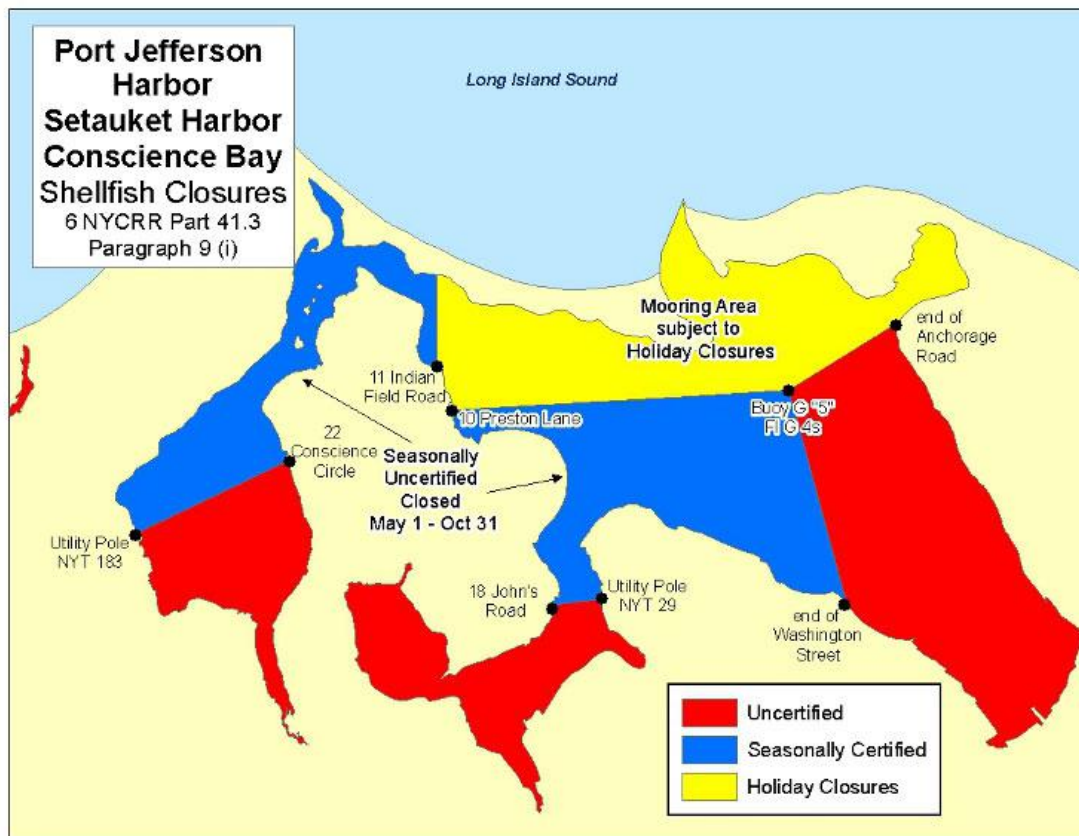 Port Jefferson
Harbor
Setauket Harbor
Conscience Bay
Shellfish Closures
6 NYCRR Part 41.3
Paragraph 9 (i)
Long Island Sound
Mooring Area
subject to
Holiday Closures
end of
Anchorage
Road
11 Indian
Field Road
10 Preston Lane
Buoy G "5"
Fl G 4s
22
Conscience
Circle
Seasonally
Uncertified
Closed
May 1 - Oct 31
Utility Pole
NYT 183
18 John's
Road
Utility Pole
NYT 29
end of
Washington
Street
Uncertified
Seasonally Certified
Holiday Closures